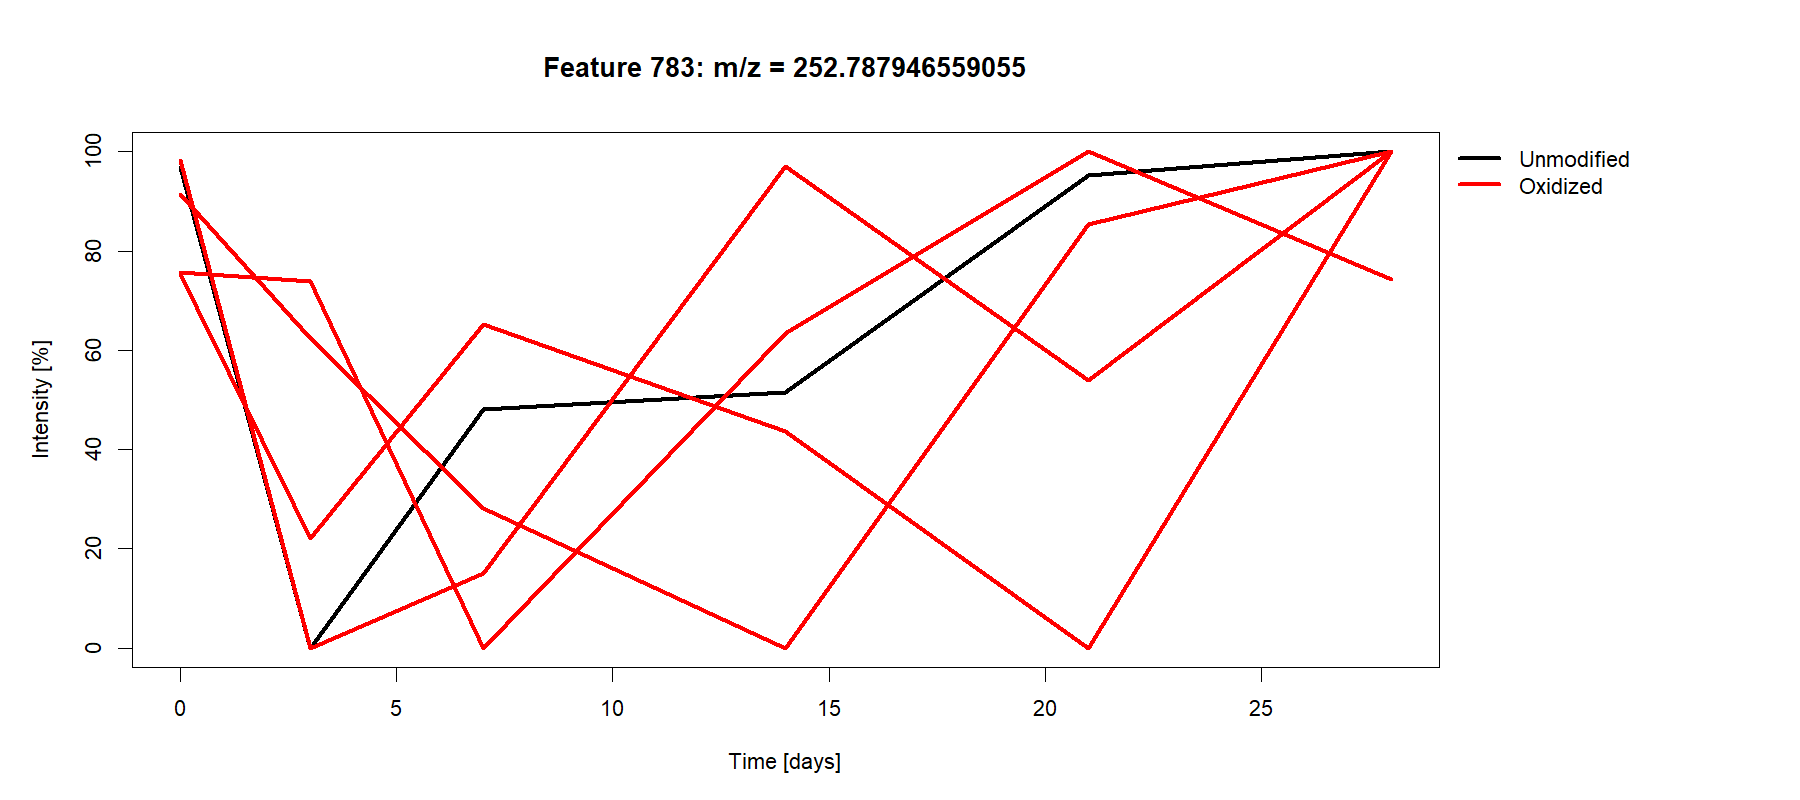 Feature 783: m/z = 252.787946559055
Unmodified
Oxidized
100
80
60
40
20
0
Intensity [%]
0 5 10 15 20 25
Time [days]